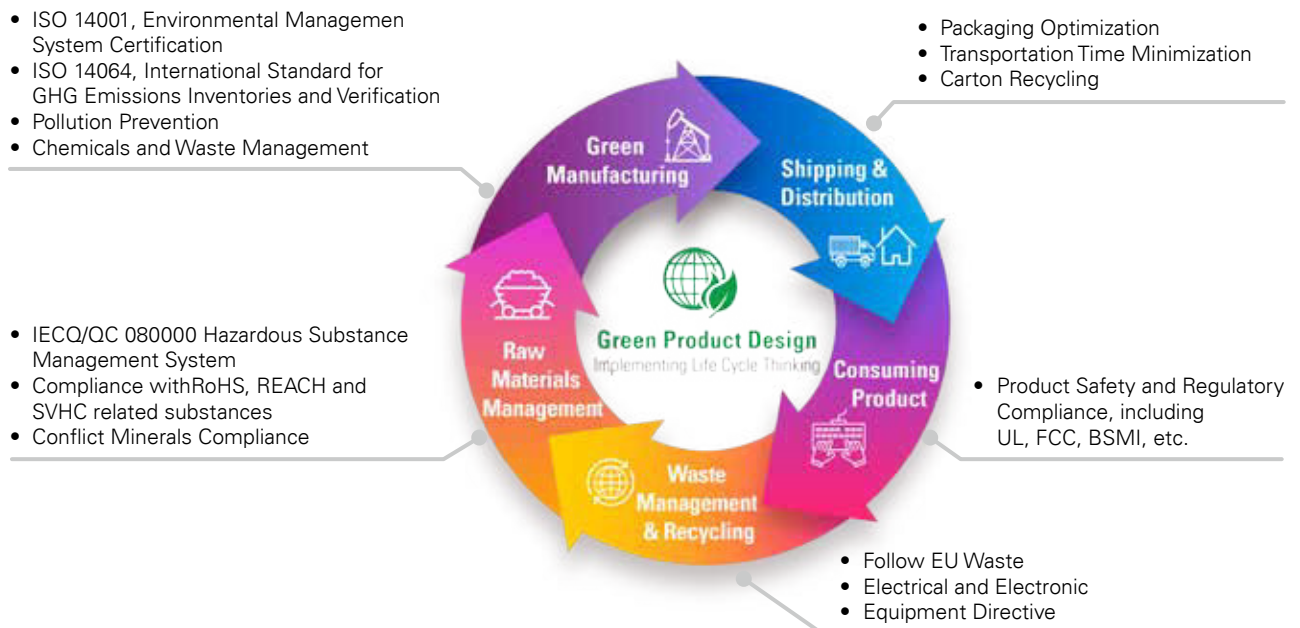 • ISO 14001, Environmental Managemen
System Certification
• ISO 14064, International Standard for
GHG Emissions Inventories and Verification
• Pollution Prevention
• Chemicals and Waste Management
• Packaging Optimization
• Transportation Time Minimization
• Carton Recycling
Green
Manufacturing
Shipping &
Distribution
Green Product Design
Implementing Life Cycle Thinking
Raw
Materials
Management
Consuming
Product
Waste
Management
& Recycling
• IECQ/QC 080000 Hazardous Substance
Management System
• Compliance withRoHS, REACH and
SVHC related substances
• Conflict Minerals Compliance
• Product Safety and Regulatory
Compliance, including
UL, FCC, BSMI, etc.
• Follow EU Waste
• Electrical and Electronic
• Equipment Directive